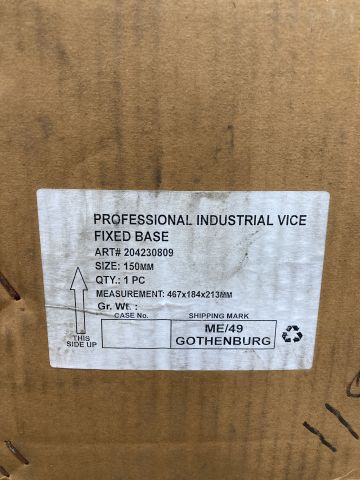 PROFESSIONAL INDUSTRIAL VICE
FIXED BASE
ART# 204230809
SIZE: 150MM
QTY.: 1 PC
MEASUREMENT: 467x184x213MM
Gr. Wt. :
CASE No.
SHIPPING MARK
ME/49
GOTHENBURG
THIS
SIDE UP